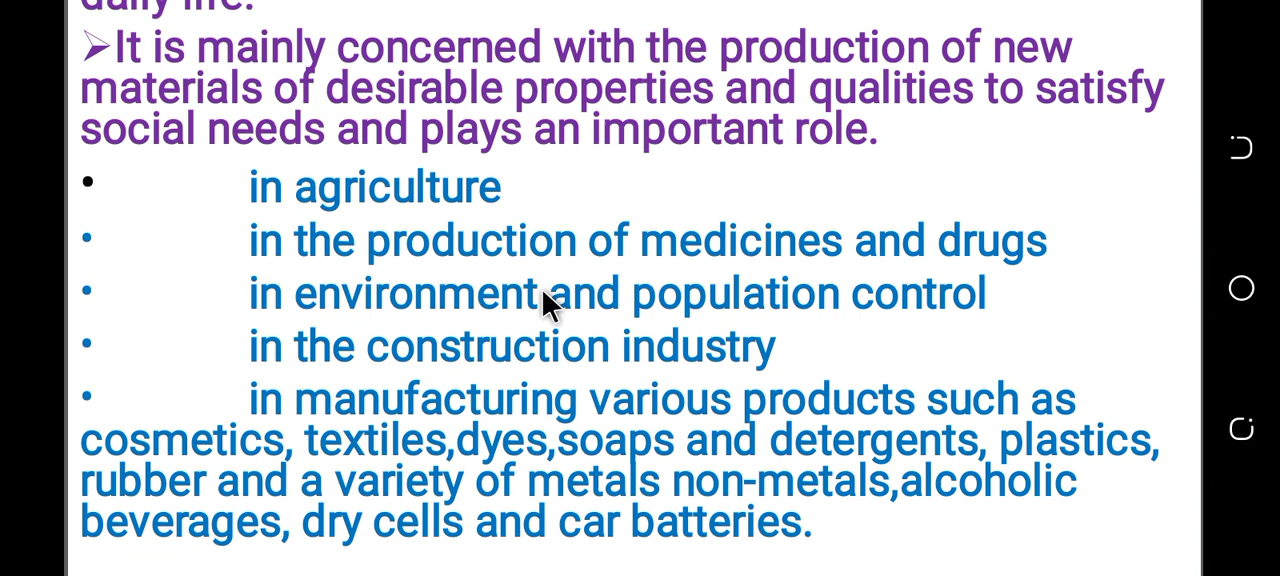 daily life.
➢It is mainly concerned with the production of new
materials of desirable properties and qualities to satisfy
social needs and plays an important role.
• in agriculture
• in the production of medicines and drugs
• in environment and population control
• in the construction industry
• in manufacturing various products such as
cosmetics, textiles,dyes,soaps and detergents, plastics,
rubber and a variety of metals non-metals,alcoholic
beverages, dry cells and car batteries.